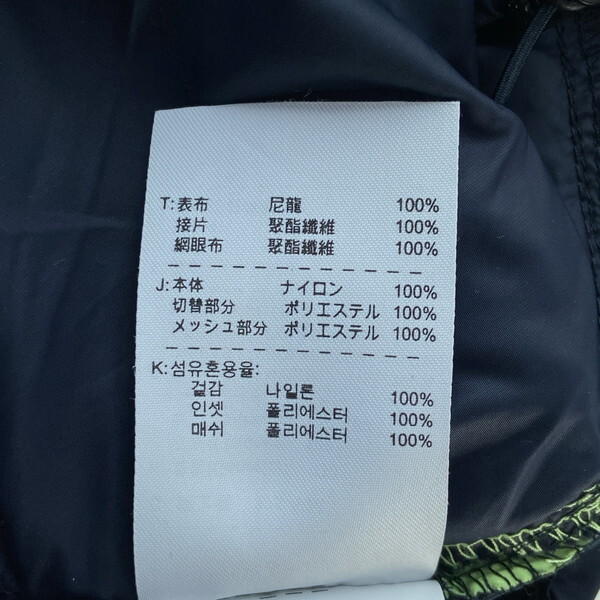 T:表布 尼龍 100%
接片 聚酯纖維 100%
網眼布 聚酯纖維 100%
J:本体 ナイロン 100%
切替部分 ポリエステル 100%
メッシュ部分 ポリエステル 100%
K:섬유혼용율:
겉감 나일론 100%
인셋 폴리에스터 100%
매쉬 폴리에스터 100%